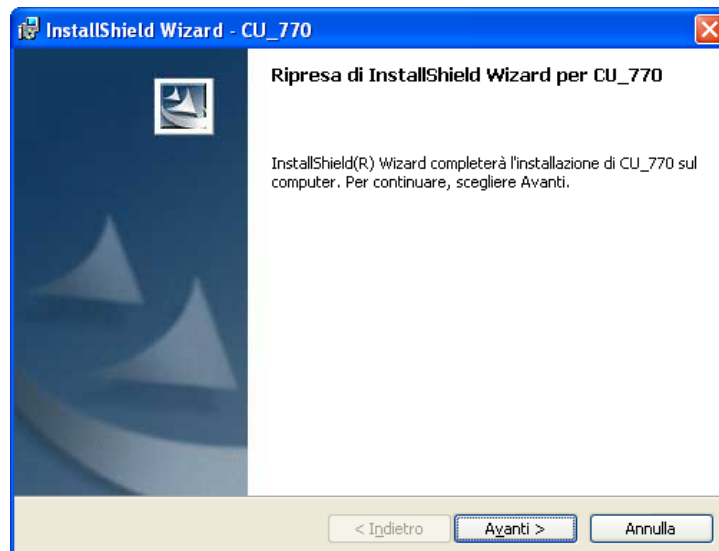 InstallShield Wizard - CU_770
Ripresa di InstallShield Wizard per CU_770
InstallShield(R) Wizard completerà l'installazione di CU_770 sul
computer. Per continuare, scegliere Avanti.
< Indietro
Avanti >
Annulla